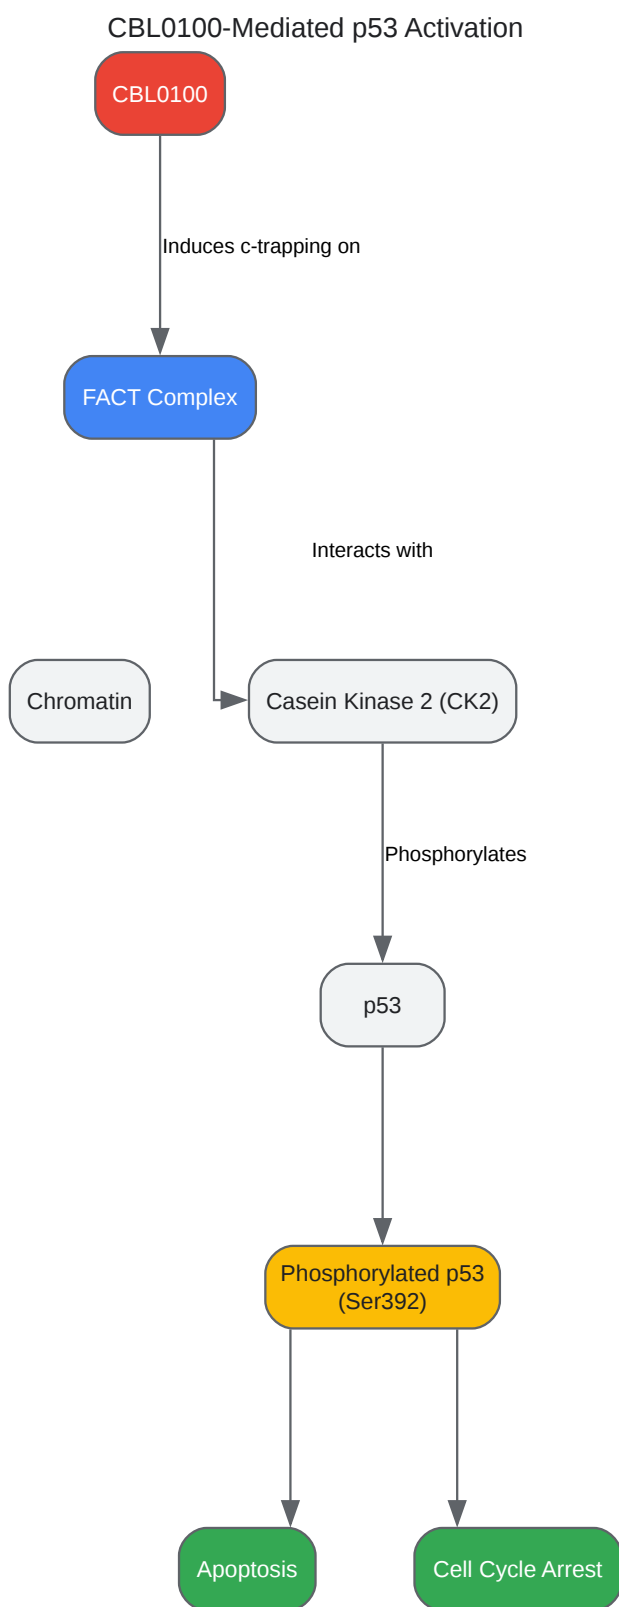 CBL0100-Mediated p53 Activation
CBL0100
Induces c-trapping on
FACT Complex
Interacts with
Chromatin
Casein Kinase 2 (CK2)
Phosphorylates
p53
Phosphorylated p53
(Ser392)
Apoptosis
Cell Cycle Arrest